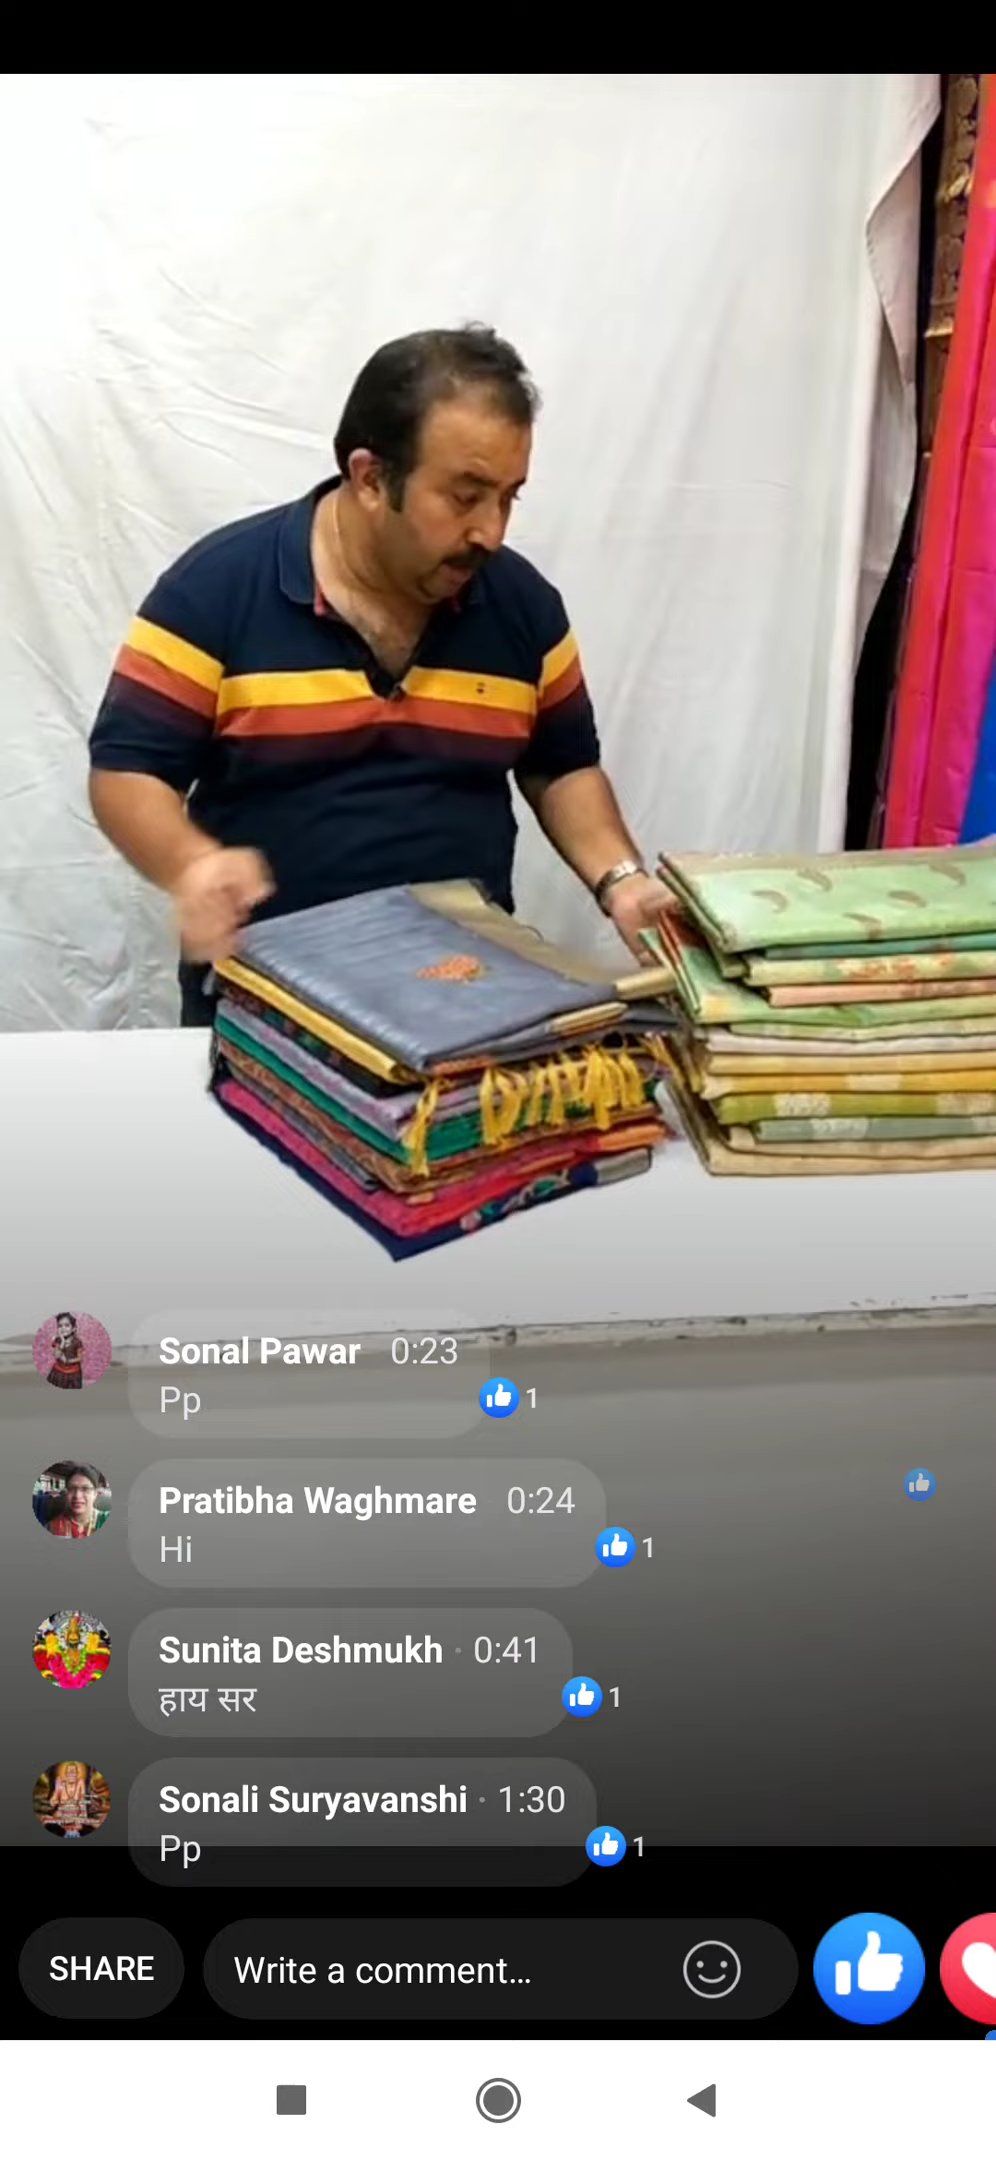 Sonal Pawar 0:23
Pp
1
Pratibha Waghmare 0:24
Hi
1
Sunita Deshmukh · 0:41
हाय सर
1
Sonali Suryavanshi · 1:30
Pp
1
SHARE
Write a comment...